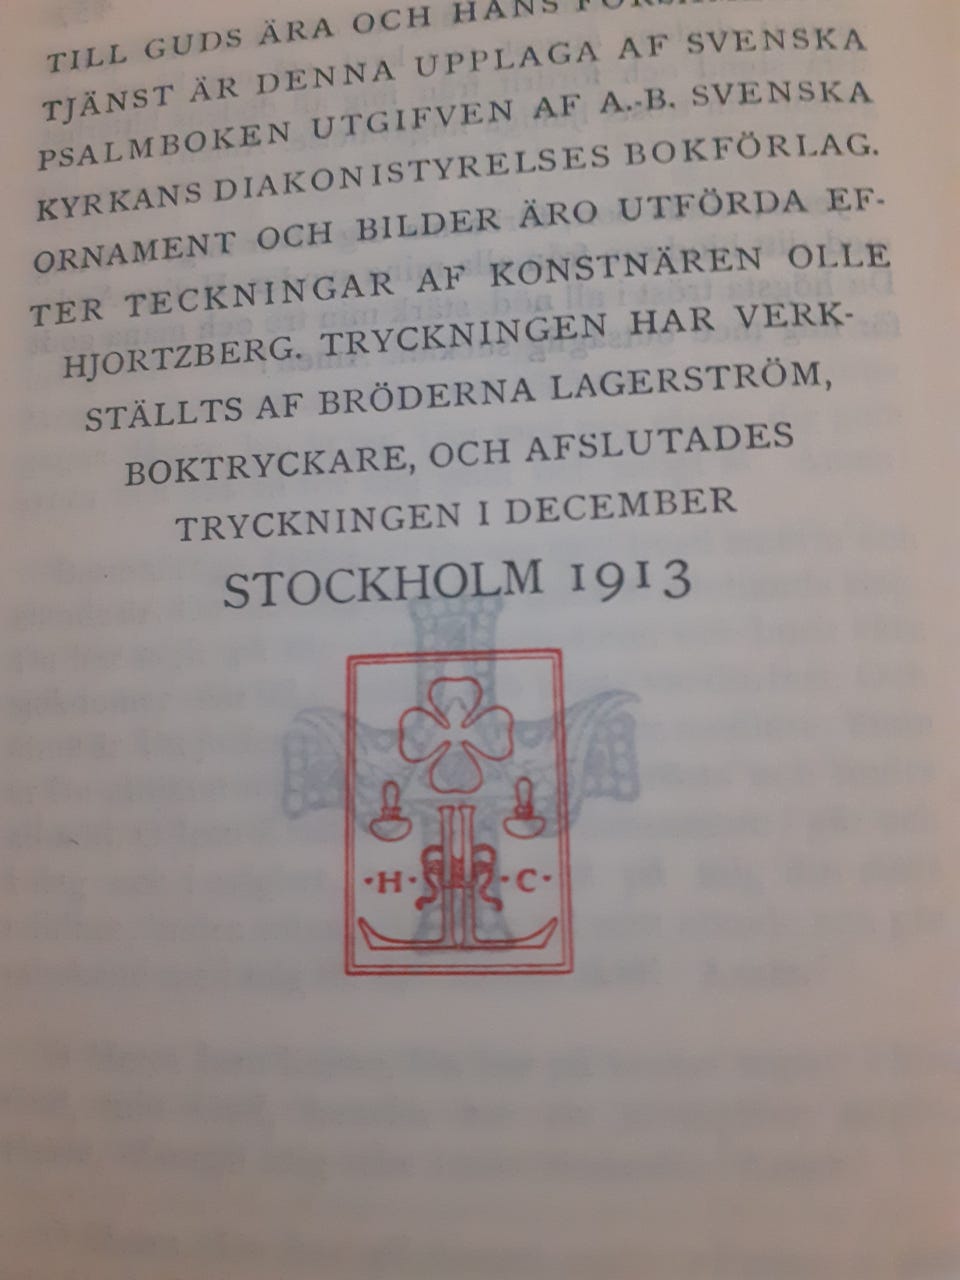 TILL GUDS ÄRA OCH HANS
TJÄNST ÄR DENNA UPPLAGA AF SVENSKA
PSALMBOKEN UTGIFVEN AF A.-B. SVENSKA
KYRKANS DIAKONISTYRELSES BOKFÖRLAG.
ORNAMENT OCH BILDER ÄRO UTFÖRDA EF-
TER TECKNINGAR AF KONSTNÄREN OLLE
HJORTZBERG. TRYCKNINGEN HAR VERK-
STÄLLTS AF BRÖDERNA LAGERSTRÖM,
BOKTRYCKARE, OCH AFSLUTADES
TRYCKNINGEN I DECEMBER
STOCKHOLM 1913
·H· ·C·